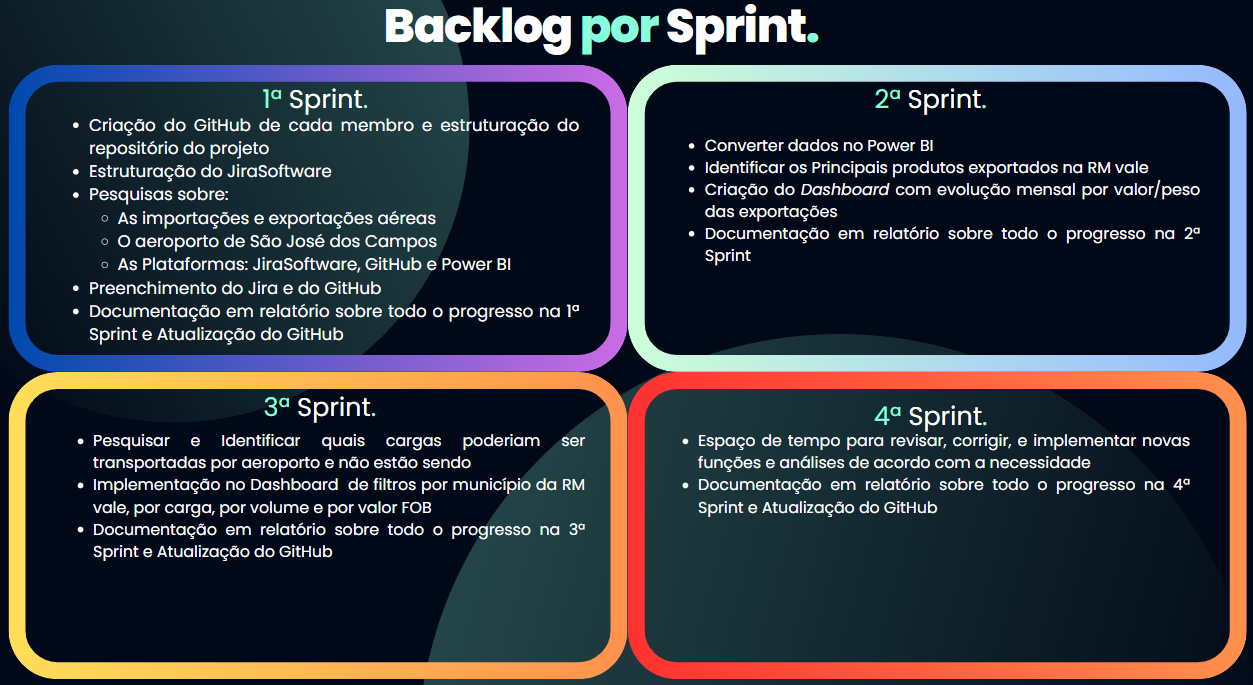 Backlog por Sprint.
1ª Sprint.
• Criação do GitHub de cada membro e estruturação do
repositório do projeto
• Estruturação do JiraSoftware
• Pesquisas sobre:
◦ As importações e exportações aéreas
◦ O aeroporto de São José dos Campos
◦ As Plataformas: JiraSoftware, GitHub e Power BI
• Preenchimento do Jira e do GitHub
• Documentação em relatório sobre todo o progresso na 1ª
Sprint e Atualização do GitHub
2ª Sprint.
• Converter dados no Power BI
• Identificar os Principais produtos exportados na RM vale
• Criação do Dashboard com evolução mensal por valor/peso
das exportações
• Documentação em relatório sobre todo o progresso na 2ª
Sprint
3ª Sprint.
• Pesquisar e Identificar quais cargas poderiam ser
transportadas por aeroporto e não estão sendo
• Implementação no Dashboard de filtros por município da RM
vale, por carga, por volume e por valor FOB
• Documentação em relatório sobre todo o progresso na 3ª
Sprint e Atualização do GitHub
4ª Sprint.
• Espaço de tempo para revisar, corrigir, e implementar novas
funções e análises de acordo com a necessidade
• Documentação em relatório sobre todo o progresso na 4ª
Sprint e Atualização do GitHub